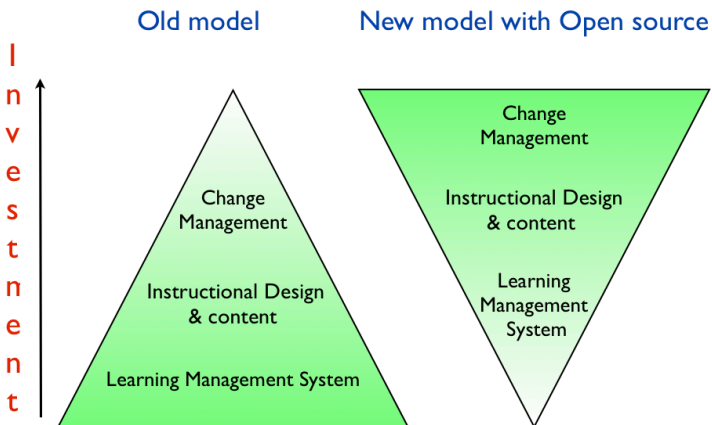 Old model
New model with Open source
Investment
Change
Management
Instructional Design
& content
Learning Management System
Change
Management
Instructional Design
& content
Learning
Management
System